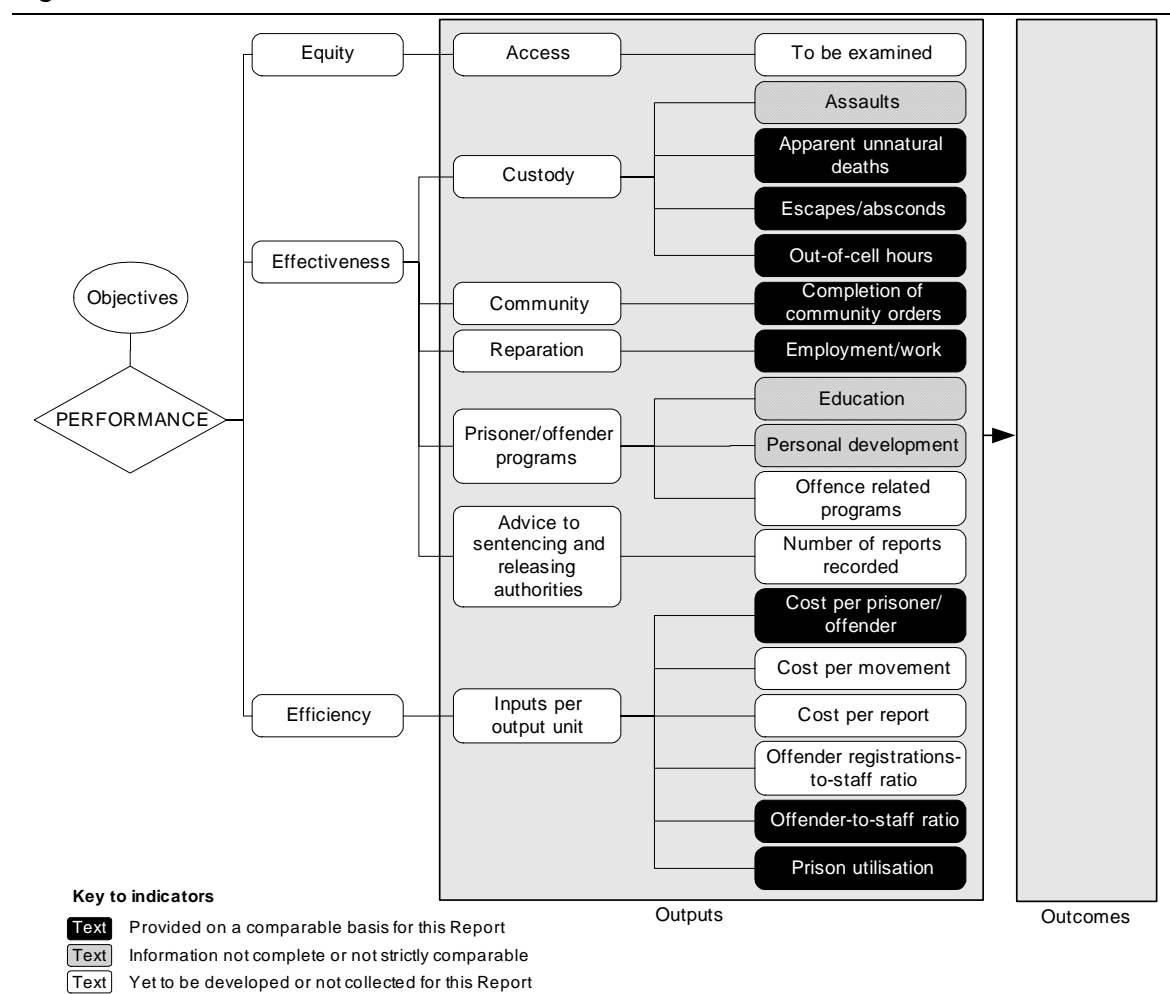 Equity
Access
To be examined
Assaults
Apparent unnatural
deaths
Custody
Escapes/absconds
Effectiveness
Out-of-cell hours
Objectives
Community
Completion of
community orders
Reparation
Employment/work
PERFORMANCE
Education
Prisoner/offender
programs
Personal development
Offence related
programs
Advice to
sentencing and
releasing
authorities
Number of reports
recorded
Cost per prisoner/
offender
Cost per movement
Efficiency
Inputs per
output unit
Cost per report
Offender registrations-
to-staff ratio
Offender-to-staff ratio
Prison utilisation
Outputs
Outcomes
Key to indicators
Text Provided on a comparable basis for this Report
Text Information not complete or not strictly comparable
Text Yet to be developed or not collected for this Report